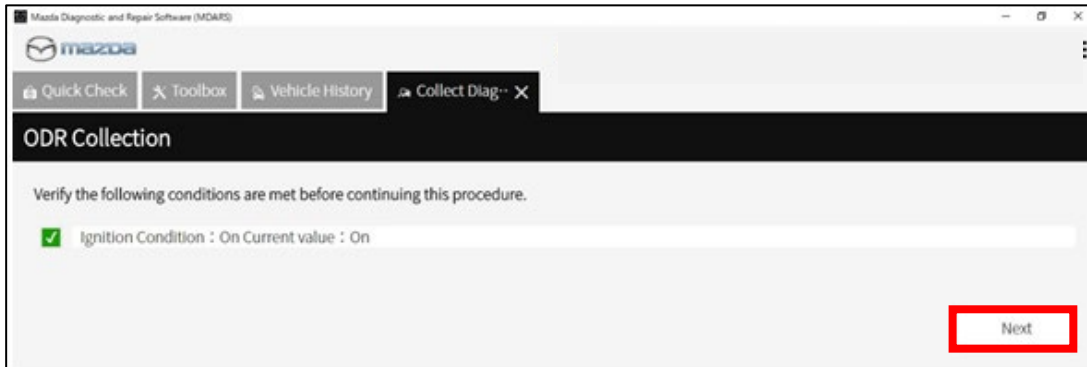 Mazda Diagnostic and Repair Software (MDARS)
mazda
Quick Check Toolbox Vehicle History Collect Diag··
ODR Collection
Verify the following conditions are met before continuing this procedure.
Ignition Condition：On Current value：On
Next